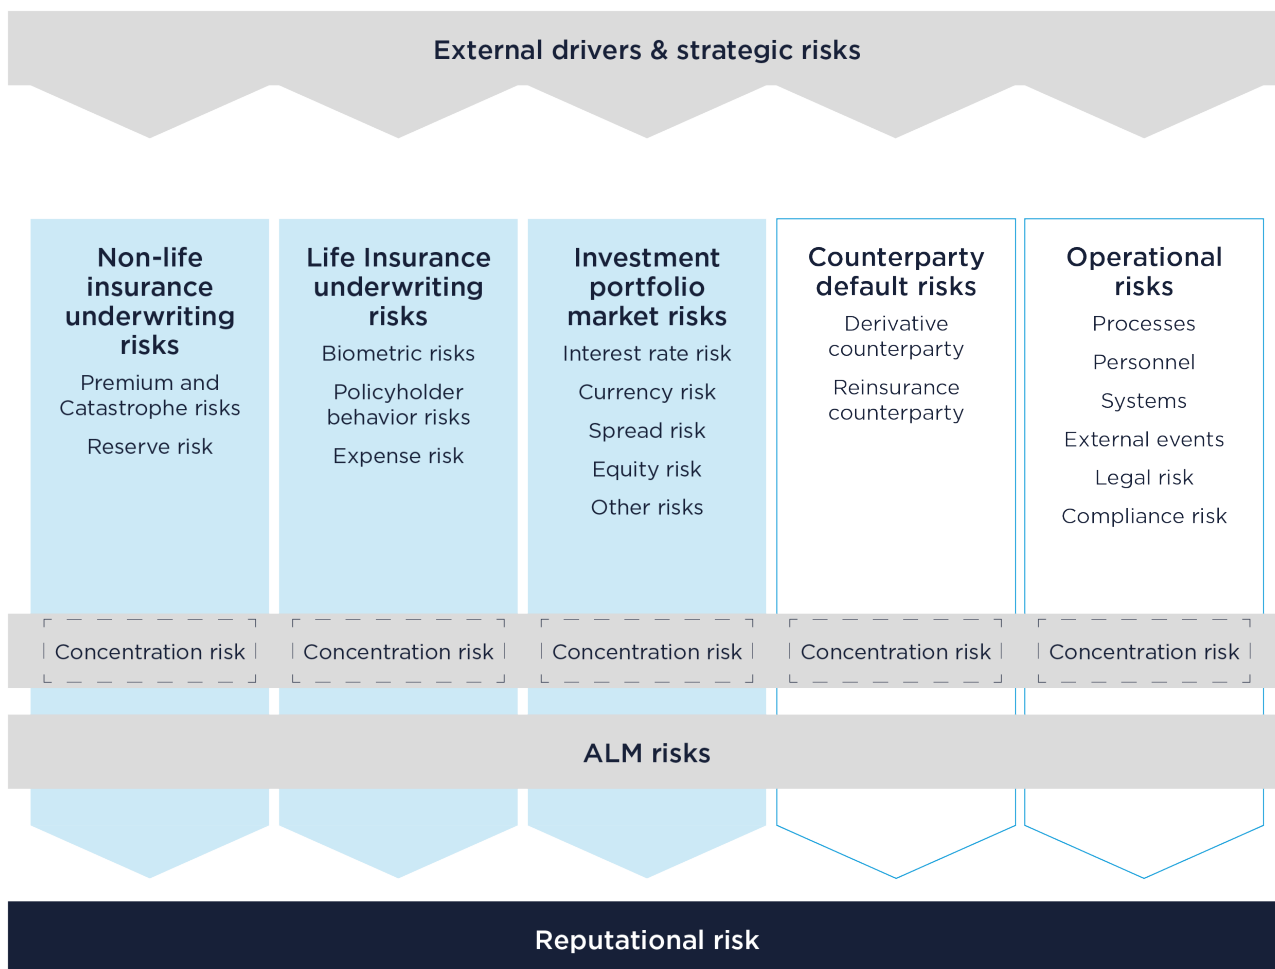 External drivers & strategic risks
Non-life
insurance
underwriting
risks
Premium and
Catastrophe risks
Reserve risk
Life Insurance
underwriting
risks
Biometric risks
Policyholder
behavior risks
Expense risk
Investment
portfolio
market risks
Interest rate risk
Currency risk
Spread risk
Equity risk
Other risks
Counterparty
default risks
Derivative
counterparty
Reinsurance
counterparty
Operational
risks
Processes
Personnel
Systems
External events
Legal risk
Compliance risk
Concentration risk
Concentration risk
Concentration risk
Concentration risk
Concentration risk
ALM risks
Reputational risk